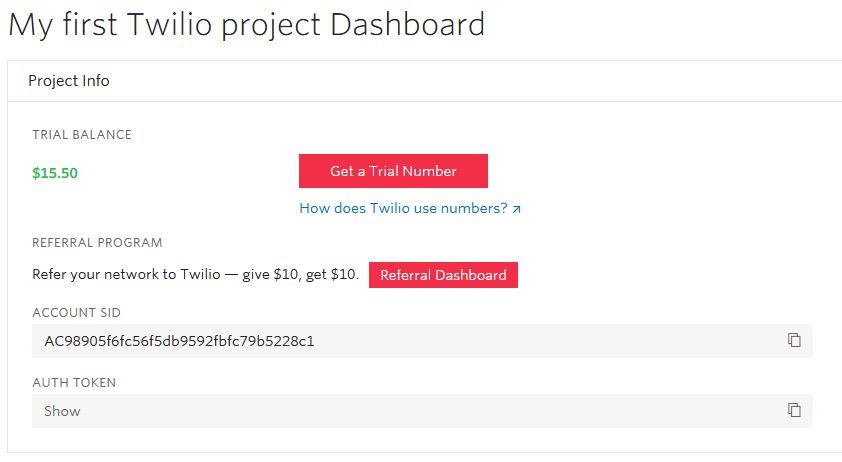 My first Twilio project Dashboard
Project Info
TRIAL BALANCE
$15.50
Get a Trial Number
How does Twilio use numbers?
REFERRAL PROGRAM
Refer your network to Twilio — give $10, get $10.
Referral Dashboard
ACCOUNT SID
AC98905f6fc56f5db9592fbfc79b5228c1
AUTH TOKEN
Show